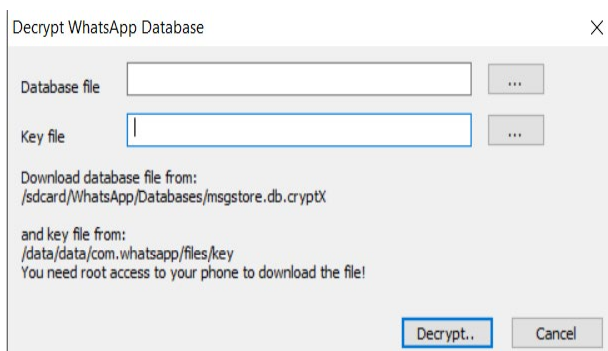 Decrypt WhatsApp Database
Database file
...
Key file
...
Download database file from:
/sdcard/WhatsApp/Databases/msgstore.db.cryptX
and key file from:
/data/data/com.whatsapp/files/key
You need root access to your phone to download the file!
Decrypt..
Cancel